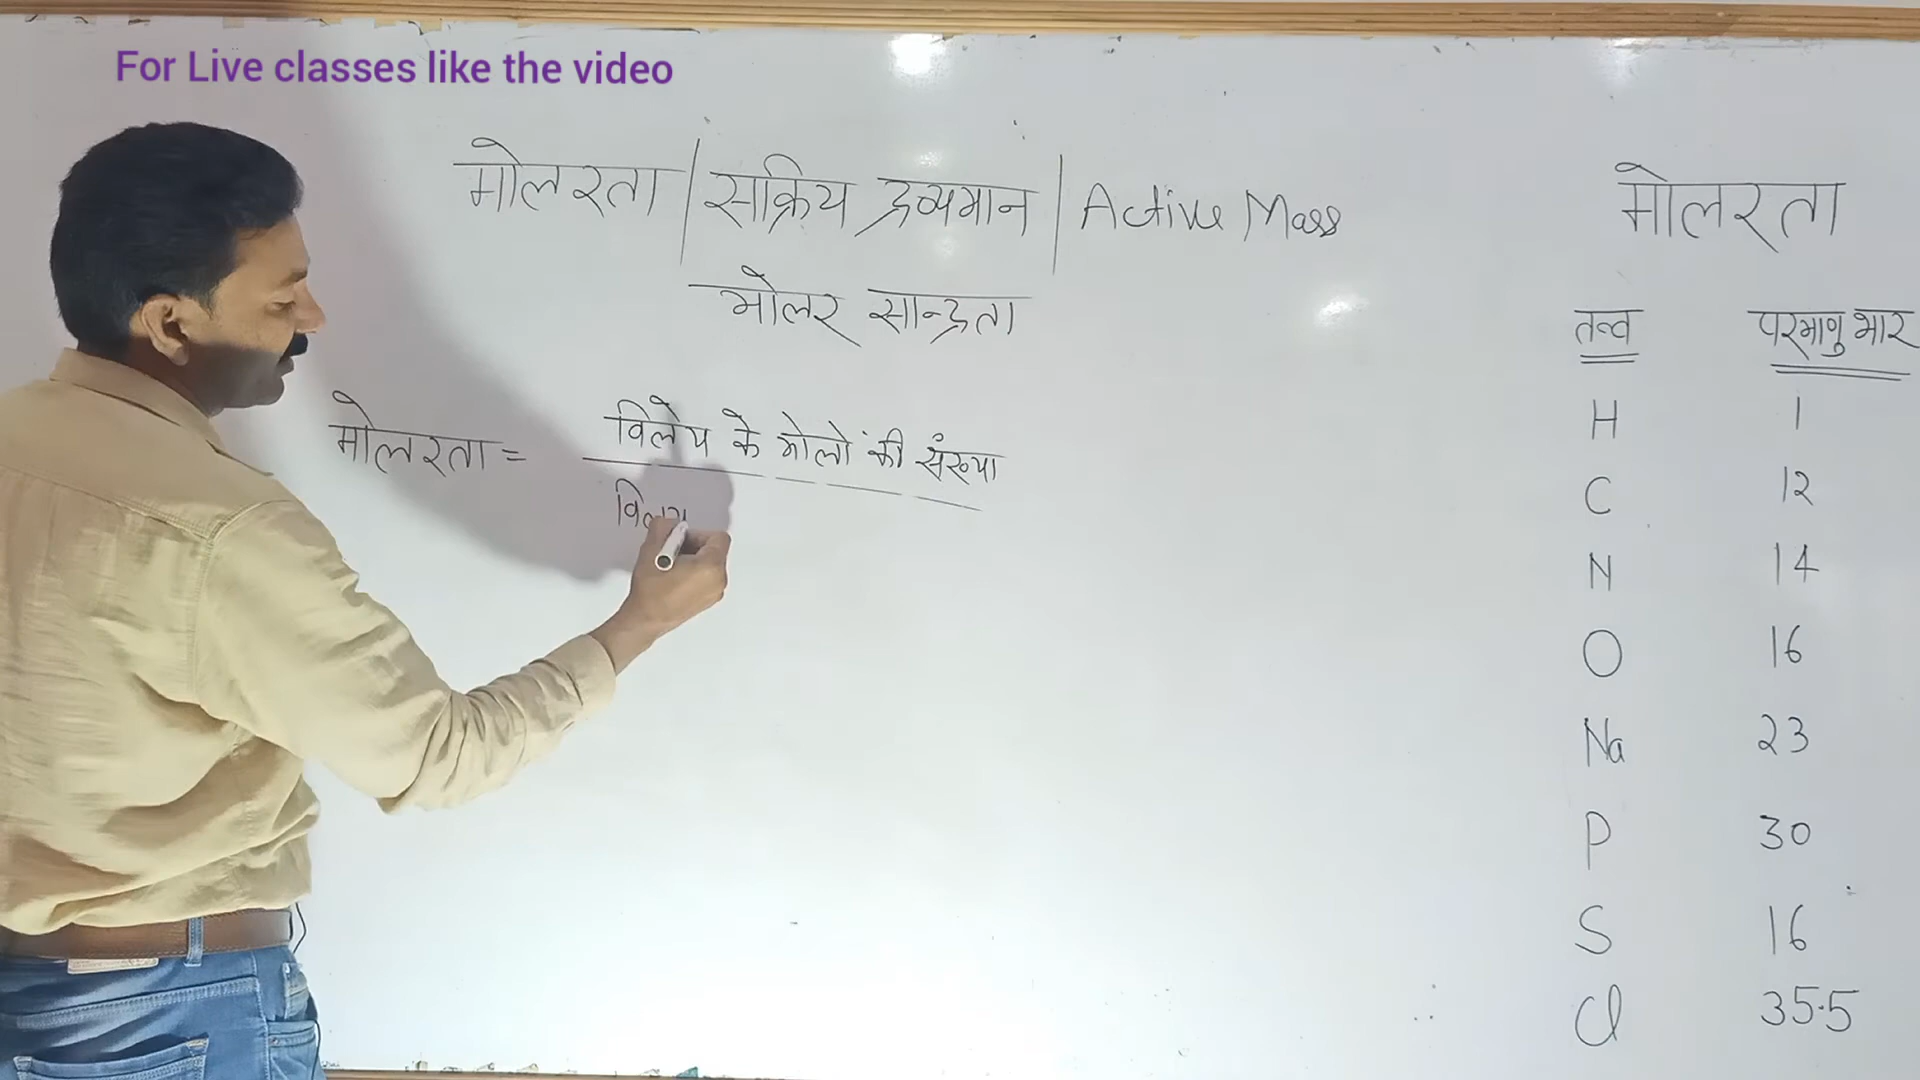 For Live classes like the video
मोलरता | सक्रिय द्रव्यमान | Active Mass
मोलर सान्द्रता
मोलरता = विलेय के मोलों की संख्या
विलय
मोलरता
तत्व परमाणु भार
H 1
C 12
N 14
O 16
Na 23
P 30
S 16
Cl 35.5